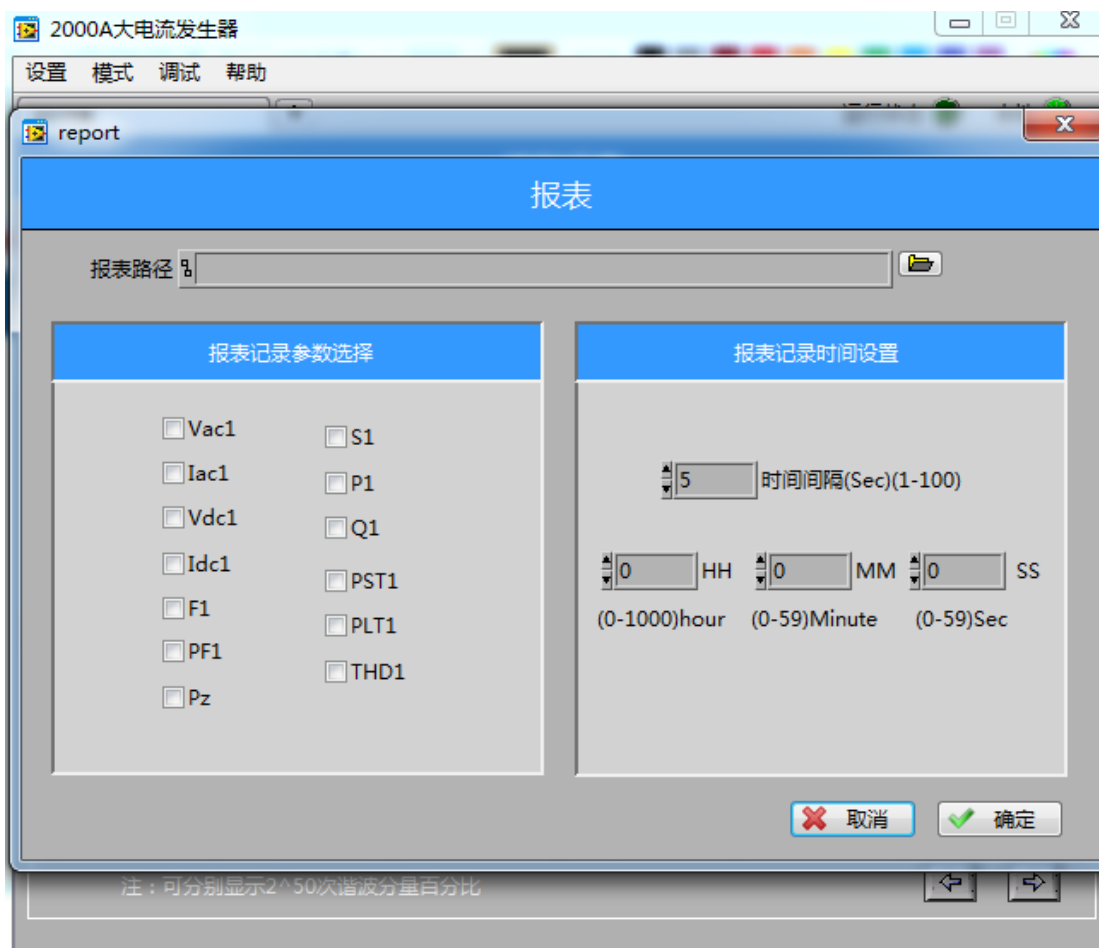 2000A大电流发生器
设置 模式 调试 帮助
report
报表
报表路径
报表记录参数选择
报表记录时间设置
Vac1
Iac1
Vdc1
Idc1
F1
PF1
Pz
S1
P1
Q1
PST1
PLT1
THD1
5 时间间隔(Sec)(1-100)
0 HH 0 MM 0 SS
(0-1000)hour (0-59)Minute (0-59)Sec
取消 确定
注：可分别显示2^50次谐波分量百分比